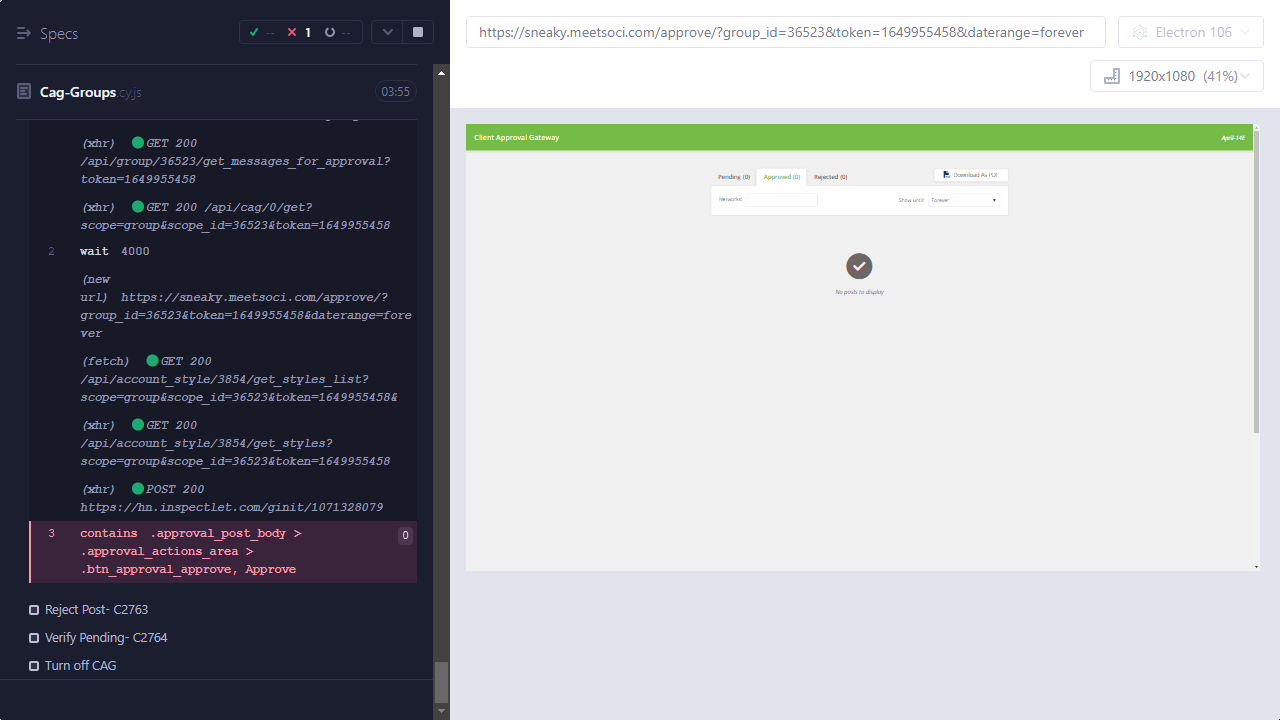 Specs
-- 1 --
Cag-Groups.cy.js
03:55
(xhr) GET 200
/api/group/36523/get_messages_for_approval?
token=1649955458
(xhr) GET 200 /api/cag/0/get?
scope=group&scope_id=36523&token=1649955458
2 wait 4000
(new
url) https://sneaky.meetsoci.com/approve/?
group_id=36523&token=1649955458&daterange=fore
ver
(fetch) GET 200
/api/account_style/3854/get_styles_list?
scope=group&scope_id=36523&token=1649955458&
(xhr) GET 200
/api/account_style/3854/get_styles?
scope=group&scope_id=36523&token=1649955458
(xhr) POST 200
https://hn.inspectlet.com/ginit/1071328079
3 contains .approval_post_body > 0
.approval_actions_area >
.btn_approval_approve, Approve
Reject Post- C2763
Verify Pending- C2764
Turn off CAG
https://sneaky.meetsoci.com/approve/?group_id=36523&token=1649955458&daterange=forever
Electron 106
1920x1080 (41%)
Client Approval Gateway
April-14E
Pending (0) Approved (0) Rejected (0)
Download As PDF
Networks:
Show until: Forever
No posts to display